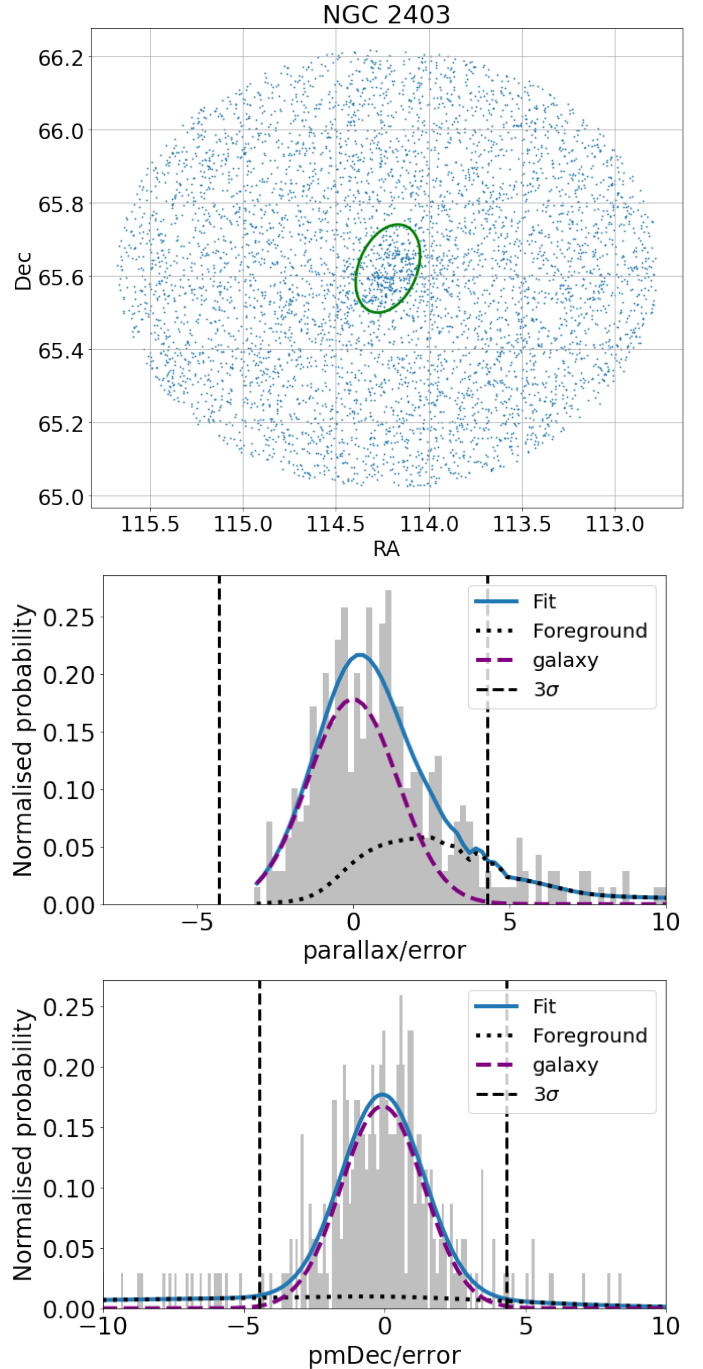 NGC 2403
66.2
66.0
65.8
65.6
65.4
65.2
65.0
Dec
115.5 115.0 114.5 114.0 113.5 113.0
RA
Normalised probability
0.25
0.20
0.15
0.10
0.05
0.00
Fit
Foreground
galaxy
3σ
−5 0 5 10
parallax/error
Normalised probability
0.25
0.20
0.15
0.10
0.05
0.00
Fit
Foreground
galaxy
3σ
−10 −5 0 5 10
pmDec/error